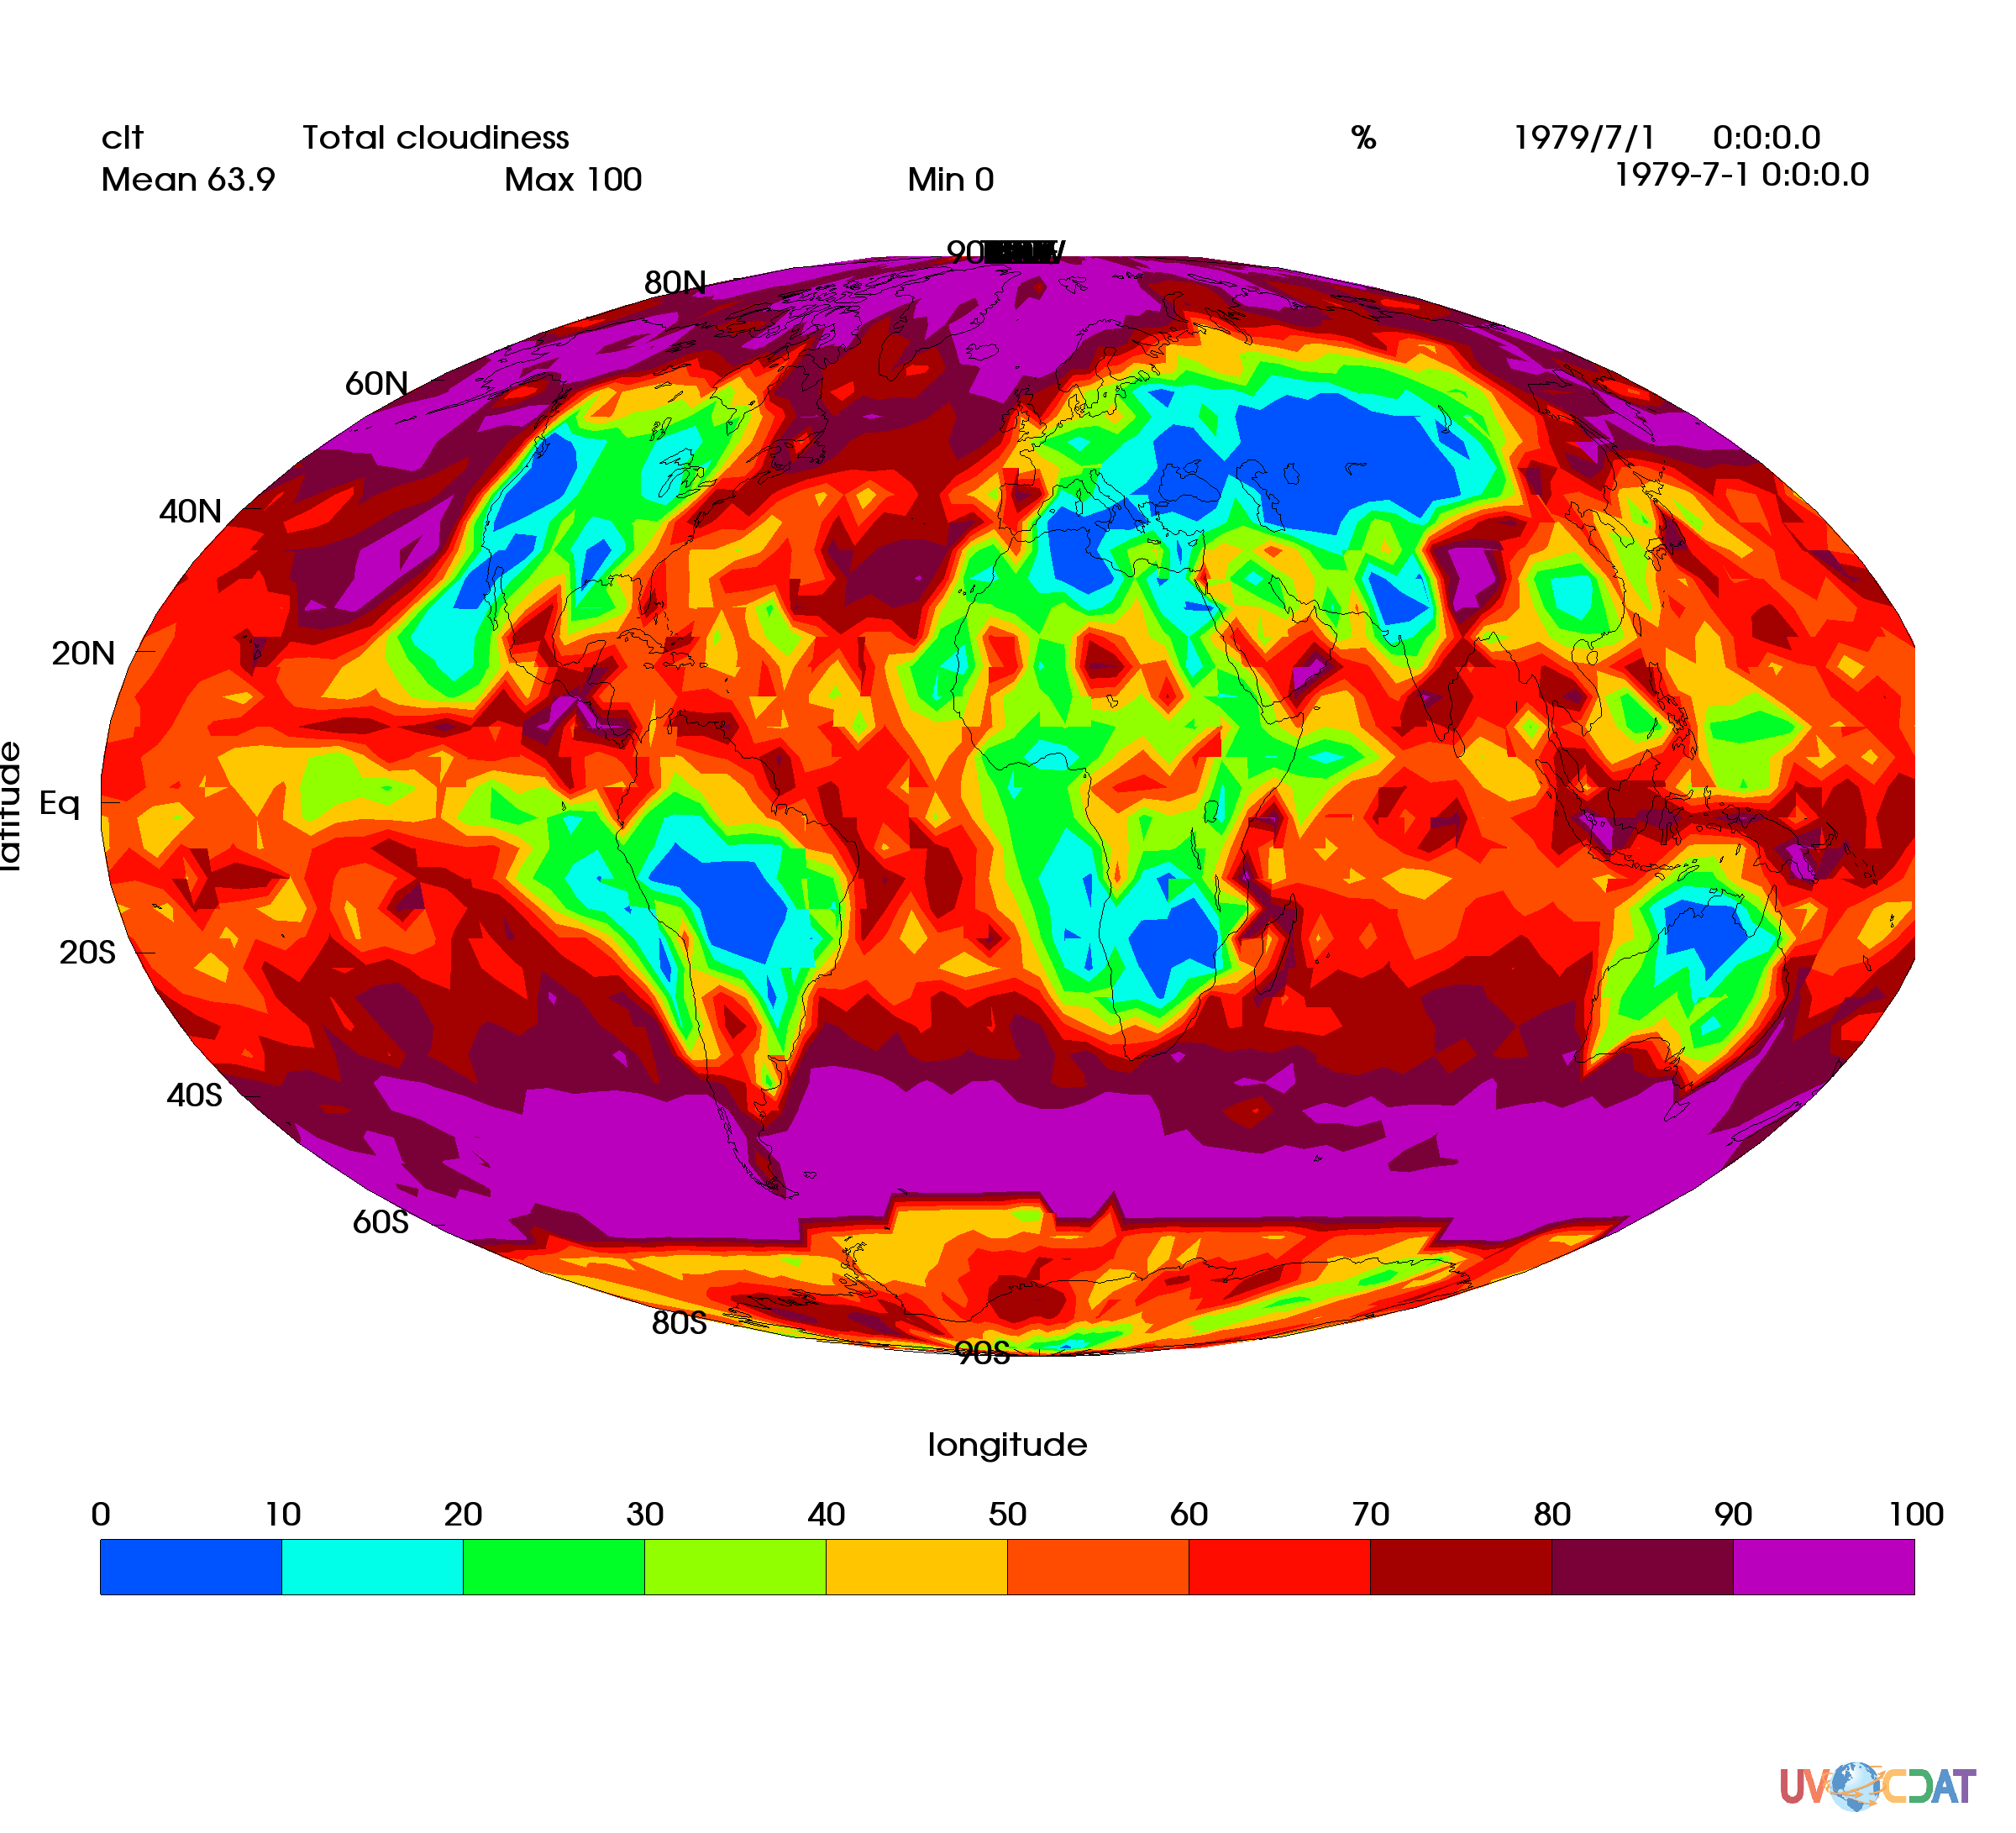 clt Total cloudiness % 1979/7/1 0:0:0.0
Mean 63.9 Max 100 Min 0 1979-7-1 0:0:0.0
80N
60N
40N
20N
Eq
20S
40S
60S
80S
90S
latitude
longitude
0 10 20 30 40 50 60 70 80 90 100
UV CDAT